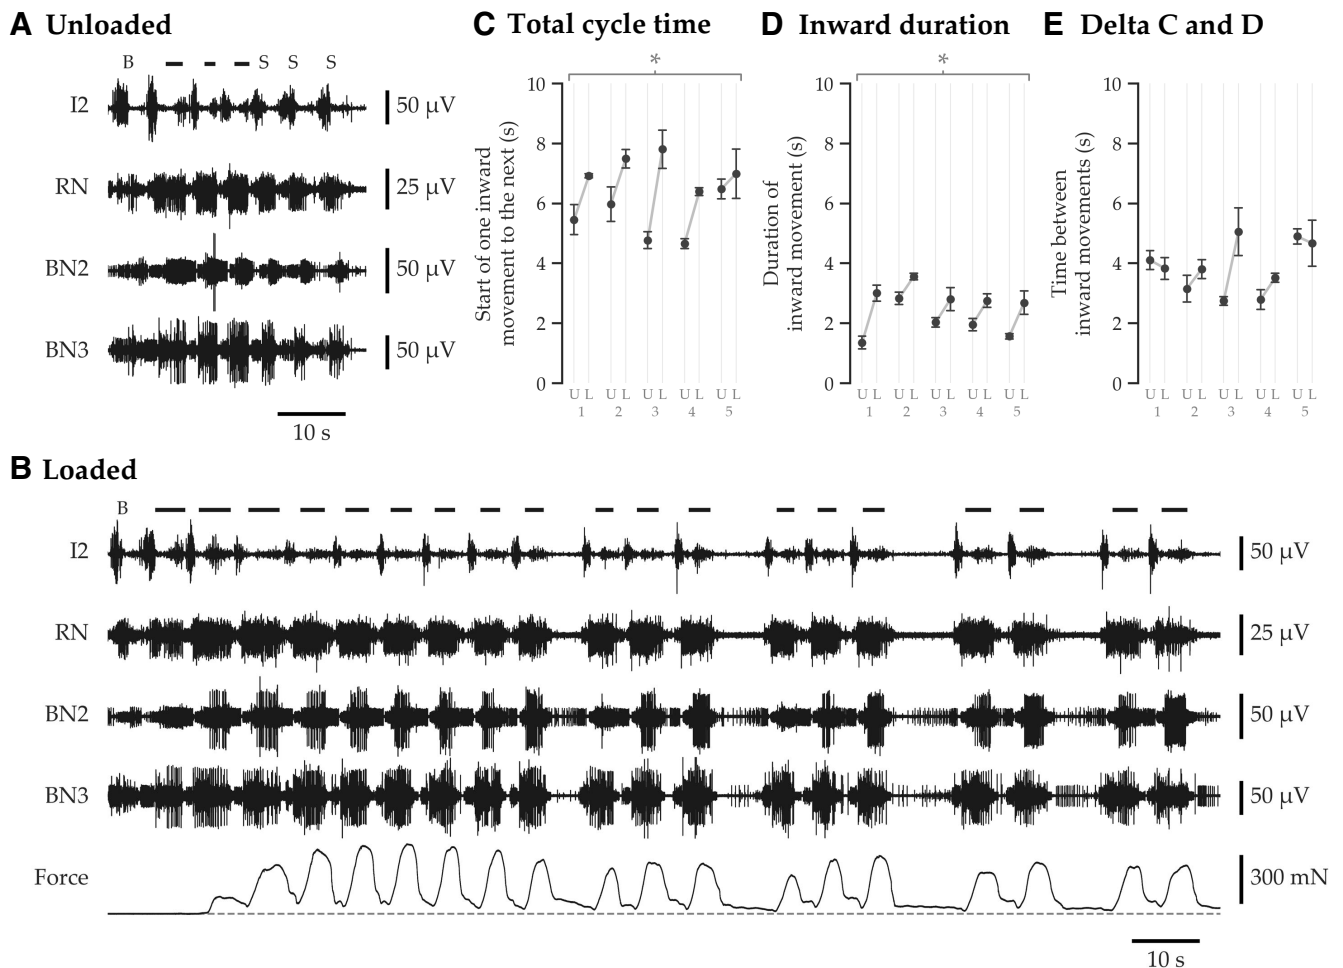 A Unloaded
B S S S
I2 50 µV
RN 25 µV
BN2 50 µV
BN3 50 µV
10 s
C Total cycle time
*
Start of one inward
movement to the next (s)
10
8
6
4
2
0
U L U L U L U L U L
1 2 3 4 5
D Inward duration
*
Duration of
inward movement (s)
10
8
6
4
2
0
U L U L U L U L U L
1 2 3 4 5
E Delta C and D
Time between
inward movements (s)
10
8
6
4
2
0
U L U L U L U L U L
1 2 3 4 5
B Loaded
B
I2 50 µV
RN 25 µV
BN2 50 µV
BN3 50 µV
Force 300 mN
10 s